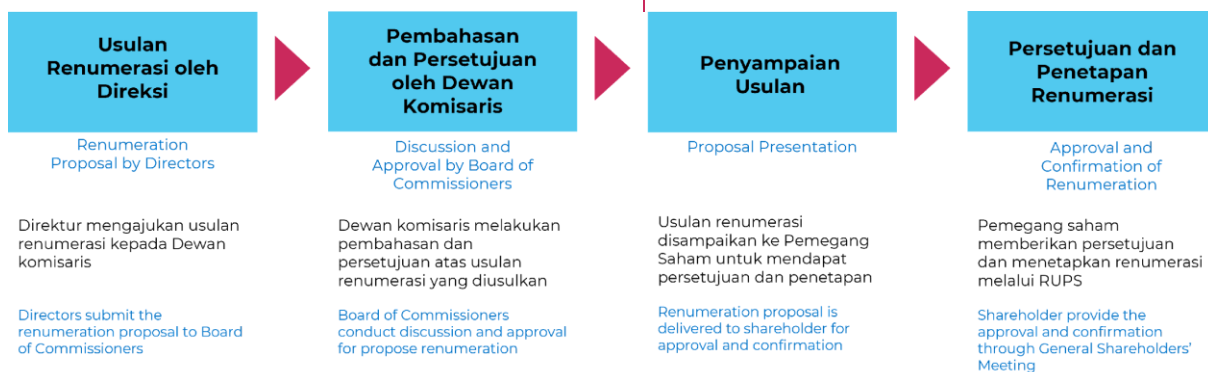 Usulan
Renumerasi oleh
Direksi
Renumeration
Proposal by Directors
Direktur mengajukan usulan
renumerasi kepada Dewan
komisaris
Directors submit the
renumeration proposal to Board
of Commissioners
Pembahasan
dan Persetujuan
oleh Dewan
Komisaris
Discussion and
Approval by Board of
Commissioners
Dewan komisaris melakukan
pembahasan dan
persetujuan atas usulan
renumerasi yang diusulkan
Board of Commissioners
conduct discussion and approval
for propose renumeration
Penyampaian
Usulan
Proposal Presentation
Usulan renumerasi
disampaikan ke Pemegang
Saham untuk mendapat
persetujuan dan penetapan
Renumeration proposal is
delivered to shareholder for
approval and confirmation
Persetujuan dan
Penetapan
Renumerasi
Approval and
Confirmation of
Renumeration
Pemegang saham
memberikan persetujuan
dan menetapkan renumerasi
melalui RUPS
Shareholder provide the
approval and confirmation
through General Shareholders'
Meeting